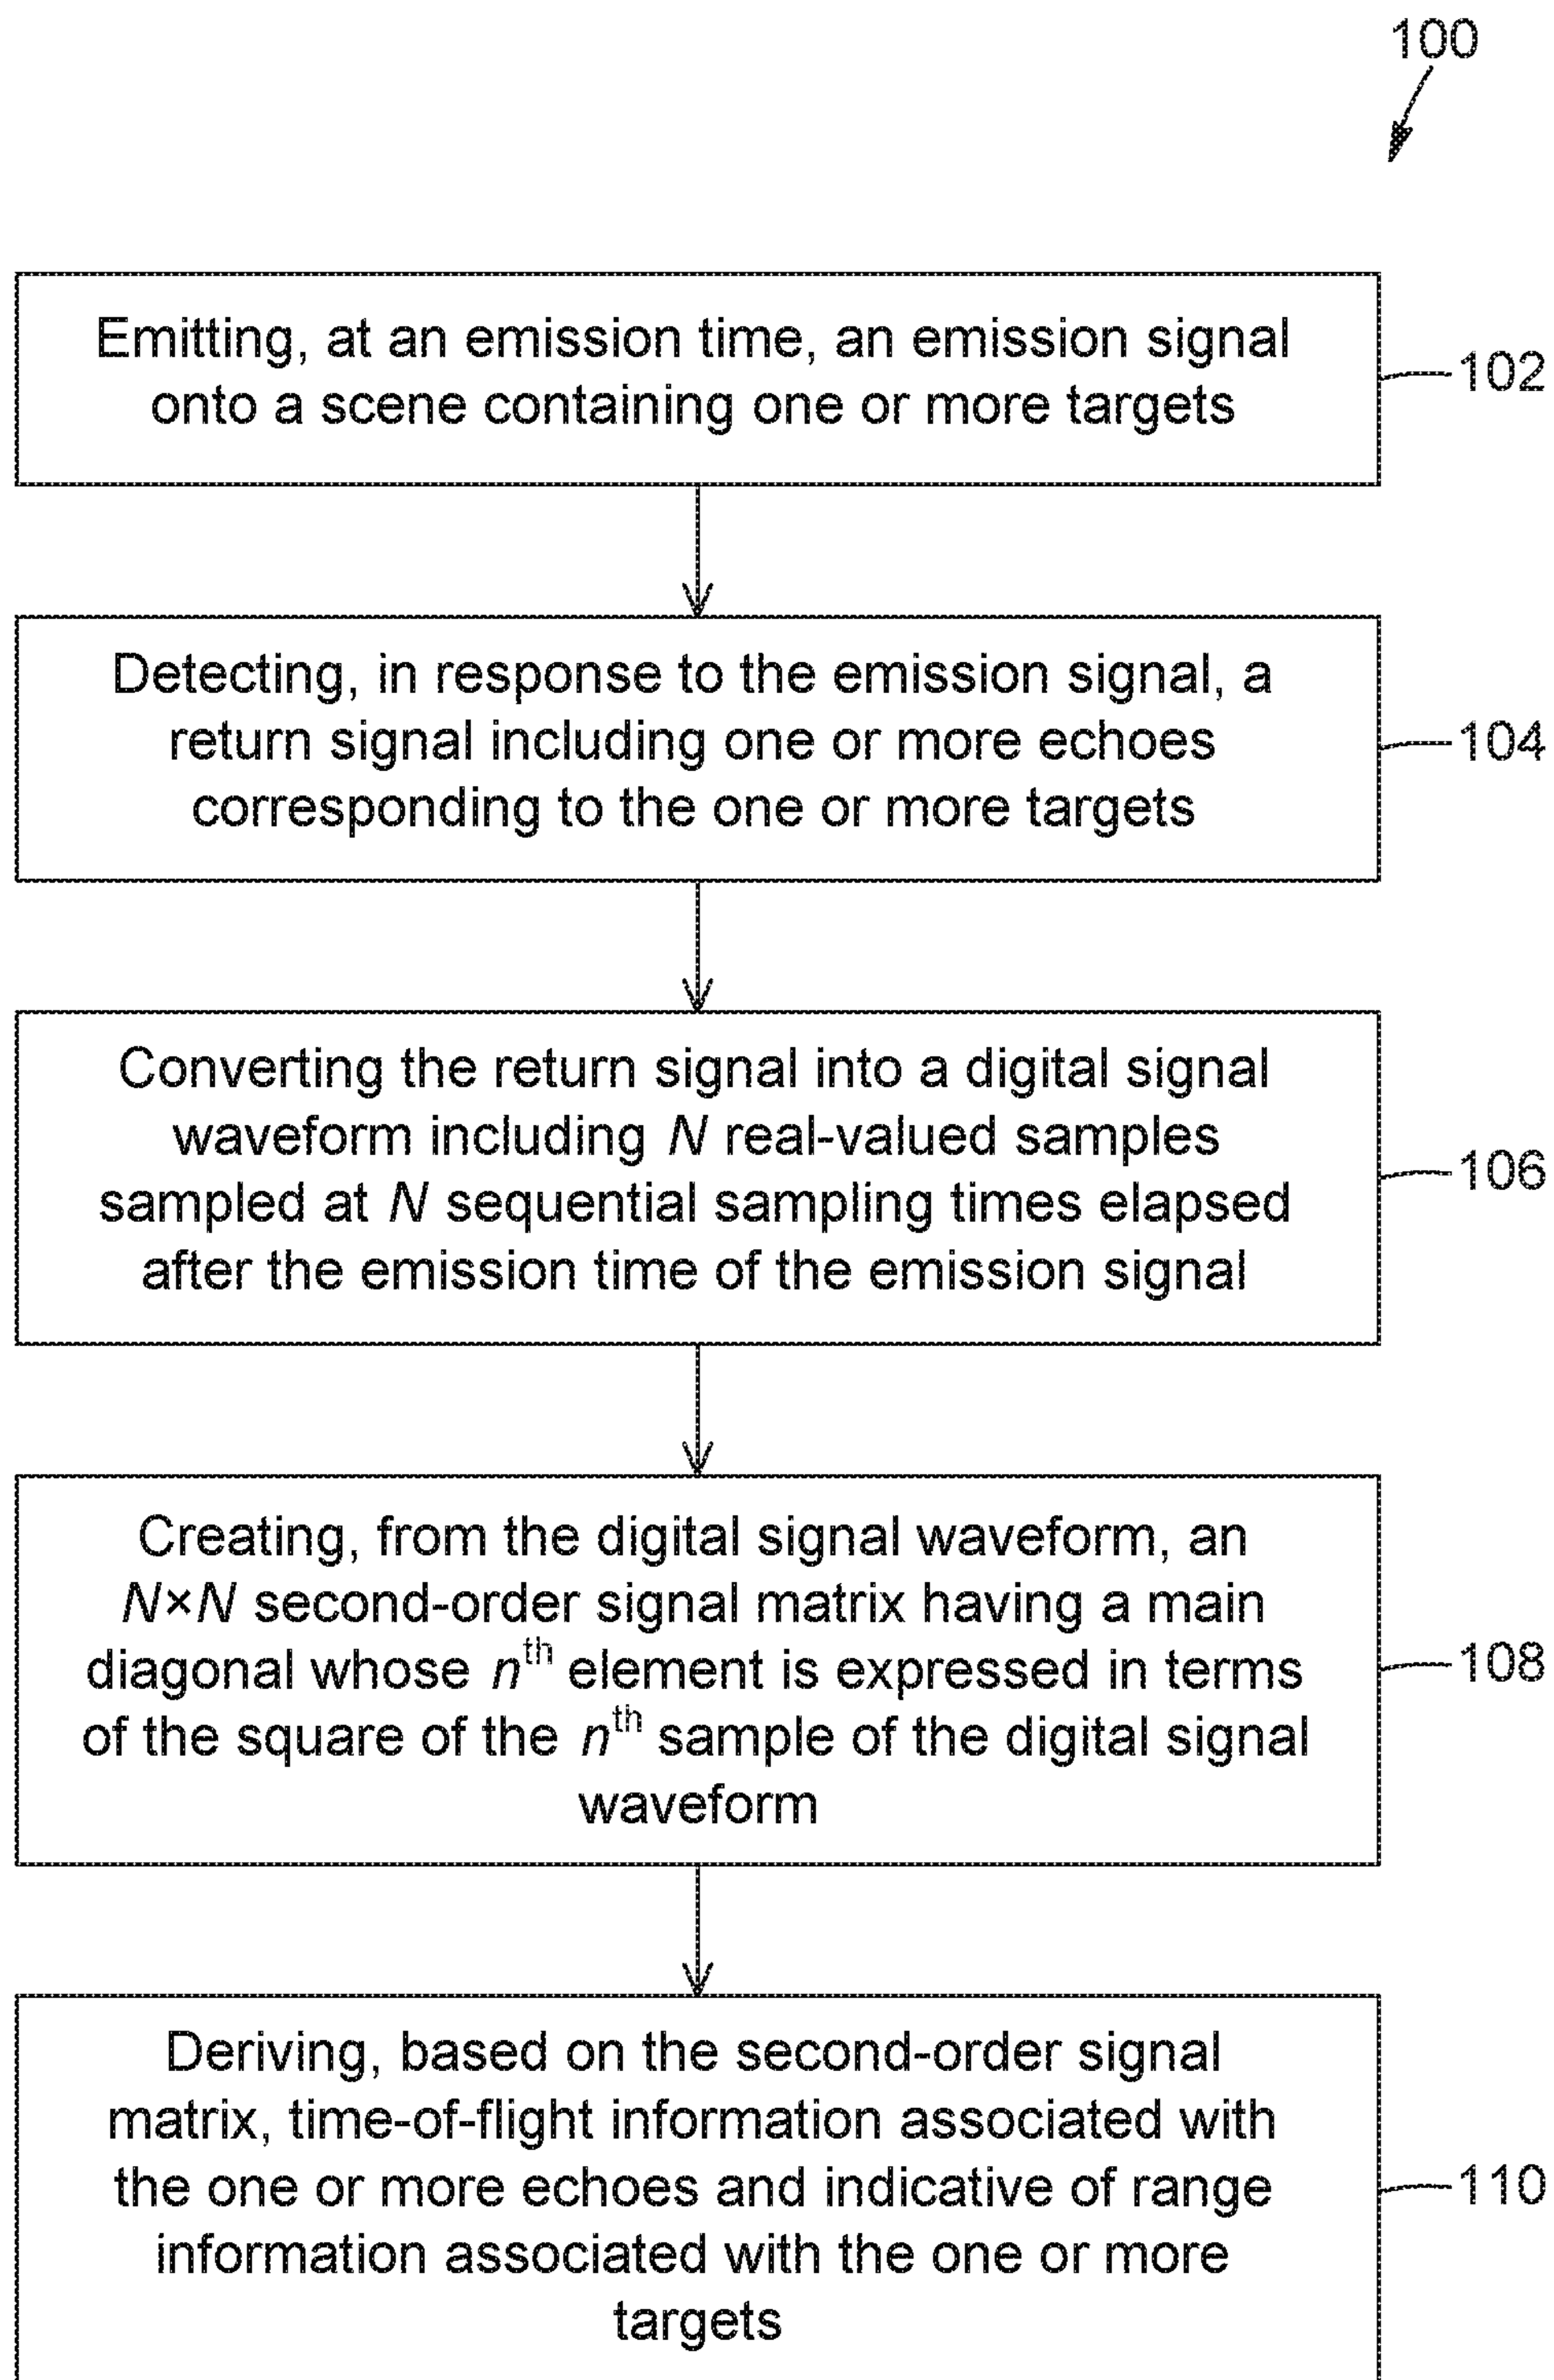 100
Emitting, at an emission time, an emission signal
onto a scene containing one or more targets
102
Detecting, in response to the emission signal, a
return signal including one or more echoes
corresponding to the one or more targets
104
Converting the return signal into a digital signal
waveform including N real-valued samples
sampled at N sequential sampling times elapsed
after the emission time of the emission signal
106
Creating, from the digital signal waveform, an
N×N second-order signal matrix having a main
diagonal whose nth element is expressed in terms
of the square of the nth sample of the digital signal
waveform
108
Deriving, based on the second-order signal
matrix, time-of-flight information associated with
the one or more echoes and indicative of range
information associated with the one or more
targets
110